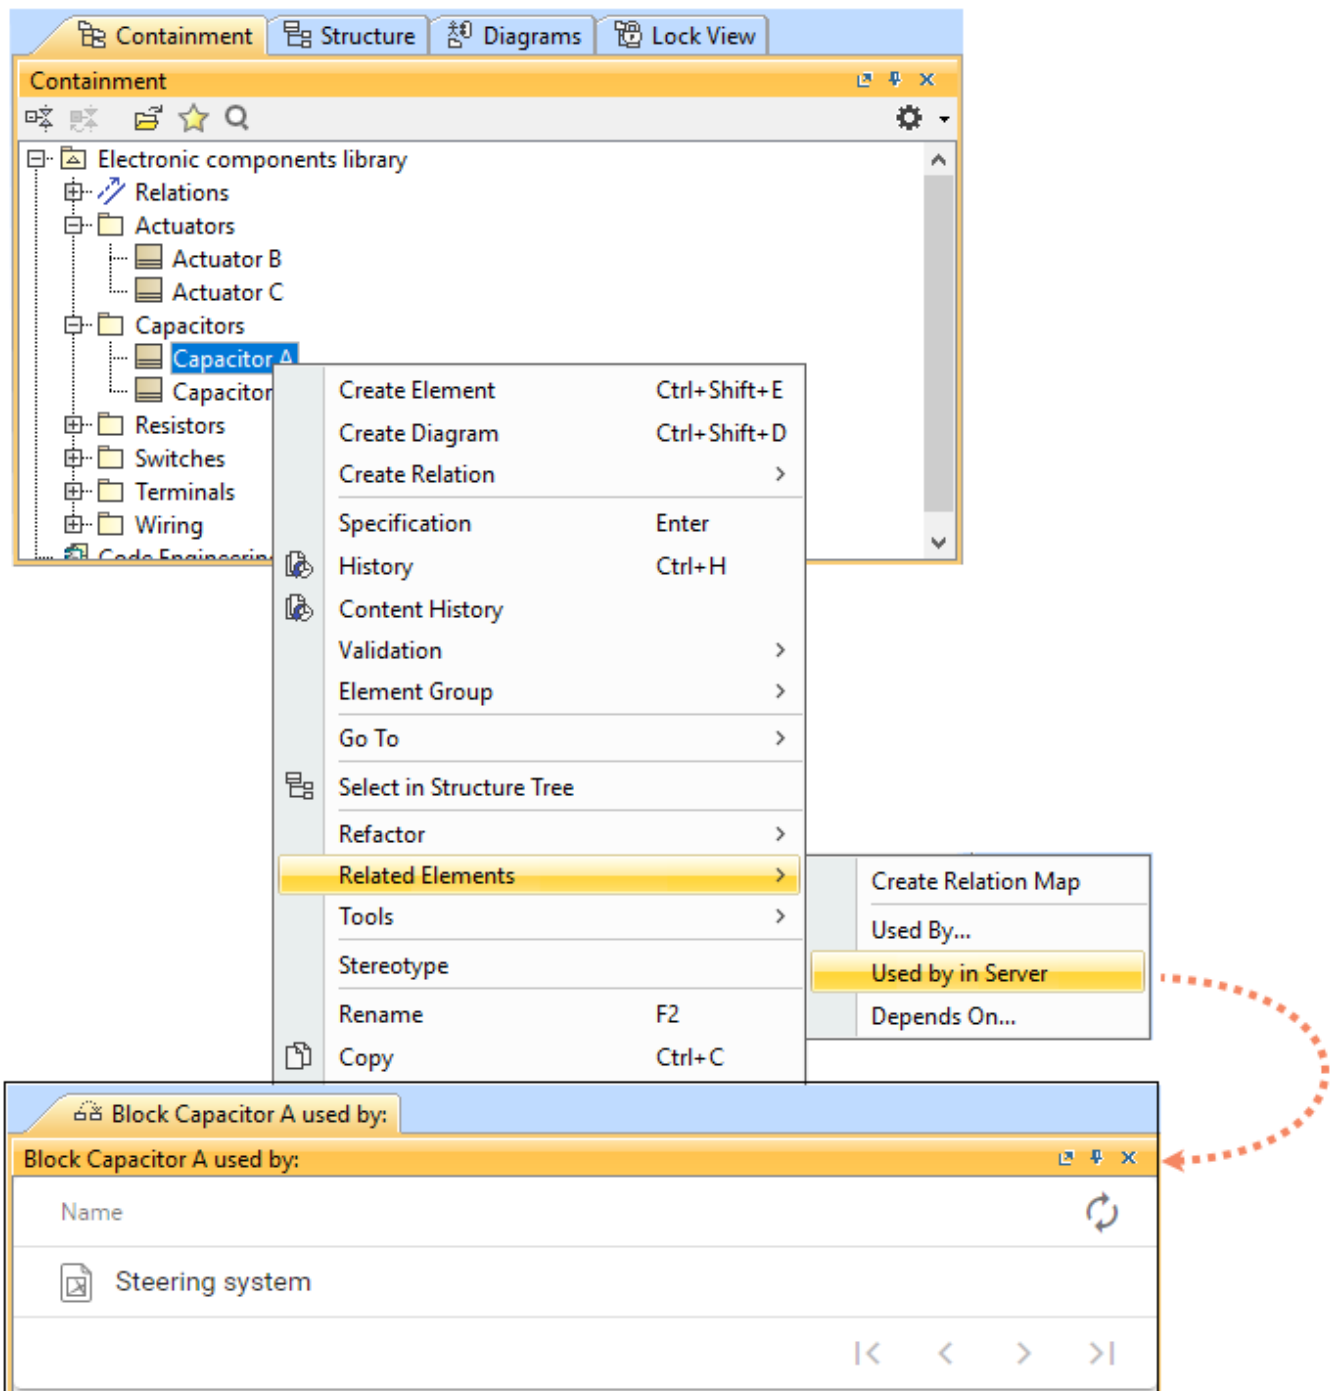 Containment Structure Diagrams Lock View
Containment
Electronic components library
Relations
Actuators
Actuator B
Actuator C
Capacitors
Capacitor A
Capacitor
Resistors
Switches
Terminals
Wiring
Code Engineerin
Create Element Ctrl+Shift+E
Create Diagram Ctrl+Shift+D
Create Relation
Specification Enter
History Ctrl+H
Content History
Validation
Element Group
Go To
Select in Structure Tree
Refactor
Related Elements
Tools
Stereotype
Rename F2
Copy Ctrl+C
Create Relation Map
Used By...
Used by in Server
Depends On...
Block Capacitor A used by:
Block Capacitor A used by:
Name
Steering system